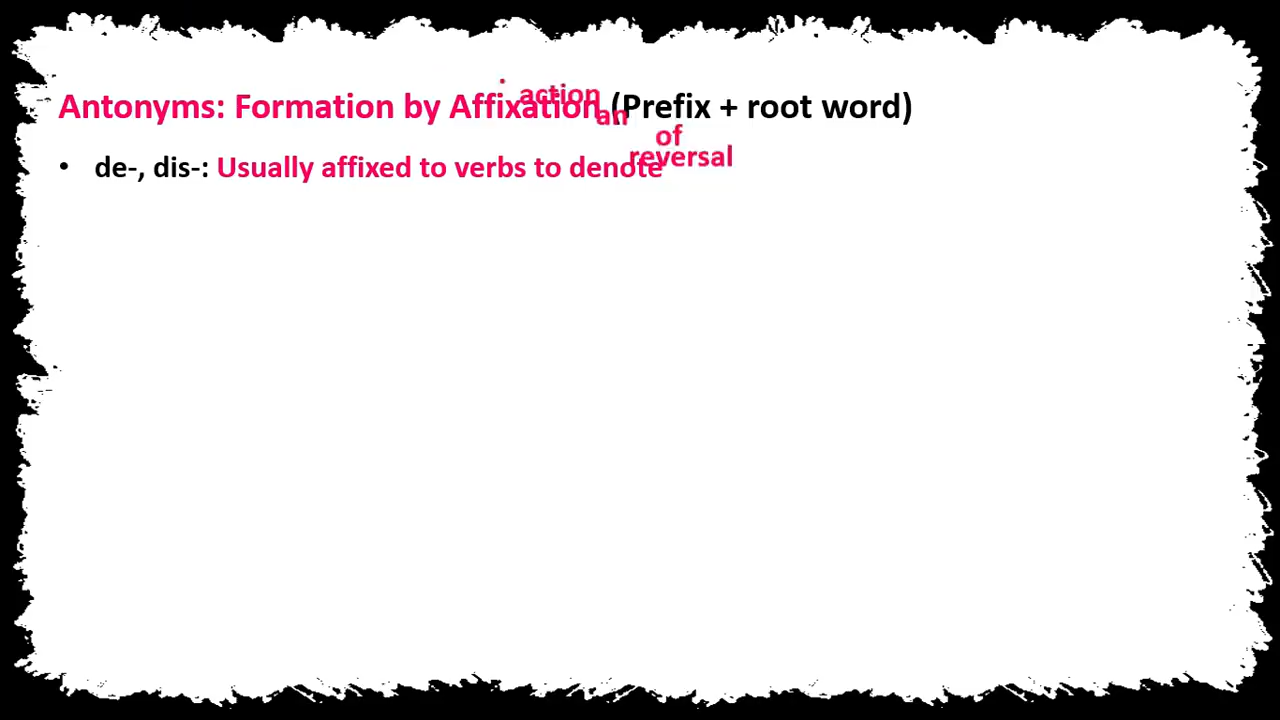 Antonyms: Formation by Affixation (Prefix + root word)
• de-, dis-: Usually affixed to verbs to denote reversal of an action .